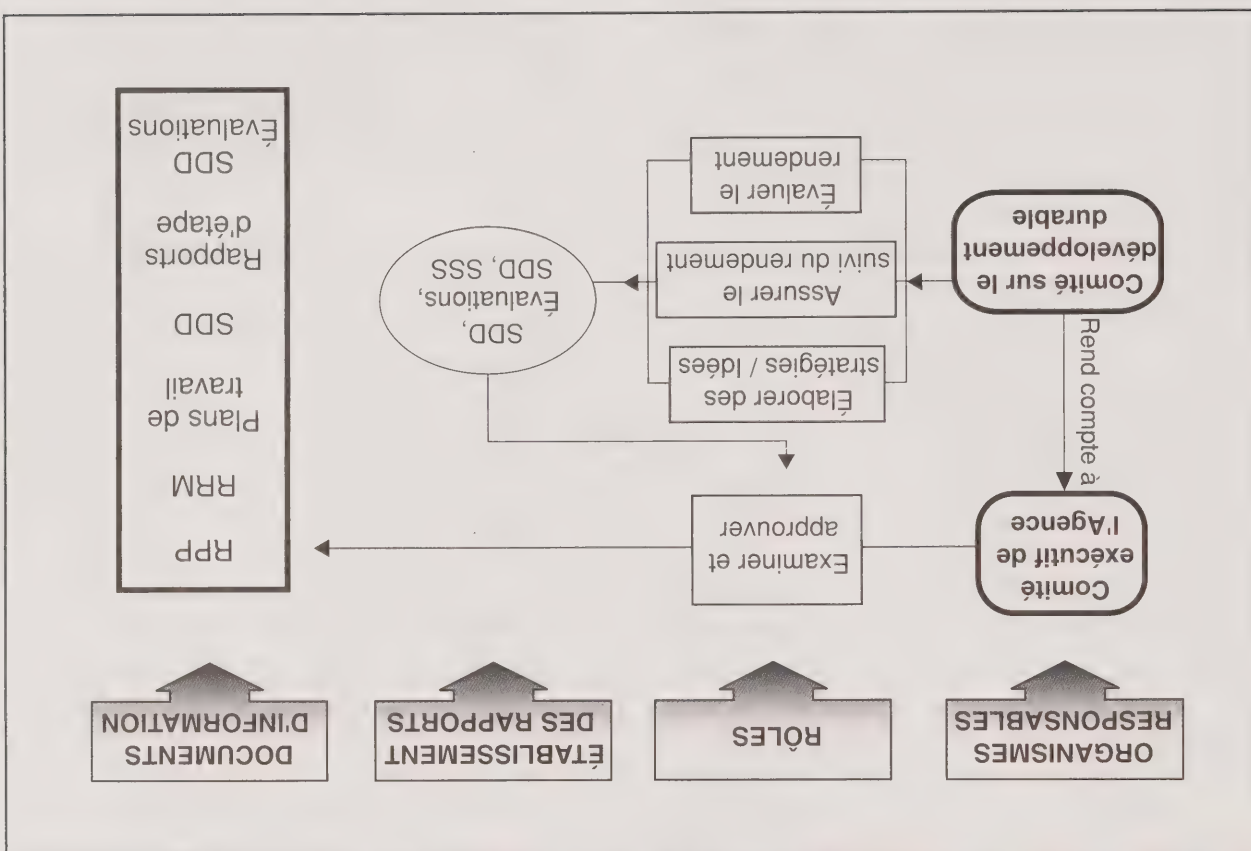 ORGANISMES
RESPONSABLES
RÔLES
ÉTABLISSEMENT
DES RAPPORTS
DOCUMENTS
D'INFORMATION
Comité
exécutif de
l'Agence
Examiner et
approuver
Rend compte à
Comité sur le
développement
durable
Élaborer des
stratégies / Idées
Assurer le
suivi du rendement
Évaluer le
rendement
SDD,
Évaluations,
SDD, SSS
RPP
RRM
Plans de
travail
SDD
Rapports
d'étape
SDD
Évaluations